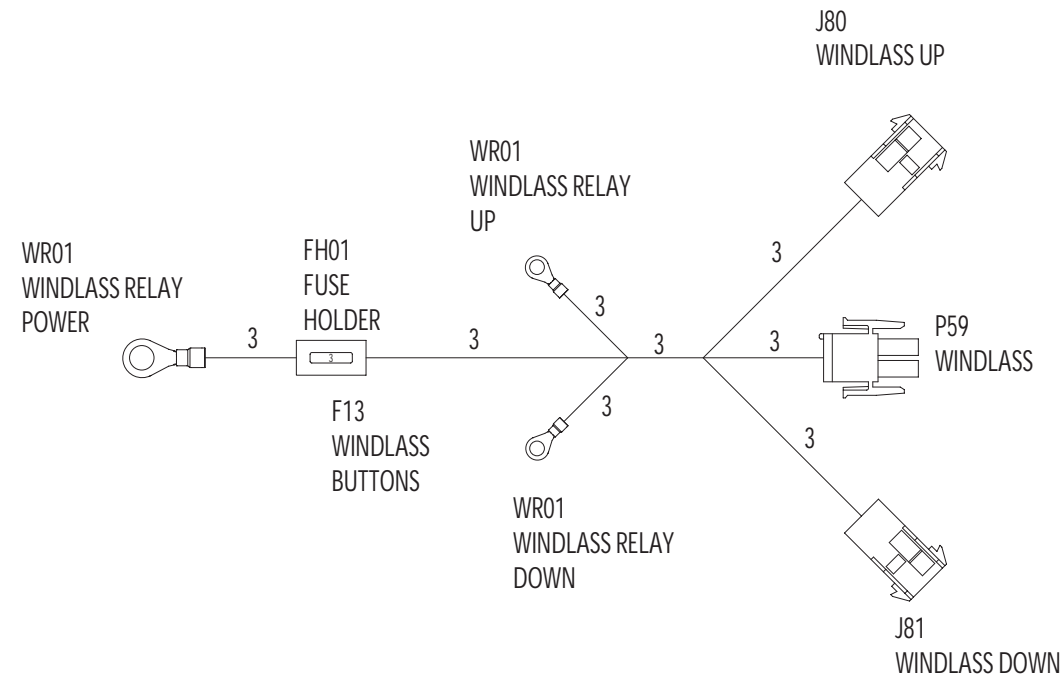 J80
WINDLASS UP
WR01
WINDLASS RELAY
UP
WR01
WINDLASS RELAY
POWER
FH01
FUSE
HOLDER
3
3
3
3
3
3
3
3
3
P59
WINDLASS
F13
WINDLASS
BUTTONS
WR01
WINDLASS RELAY
DOWN
J81
WINDLASS DOWN